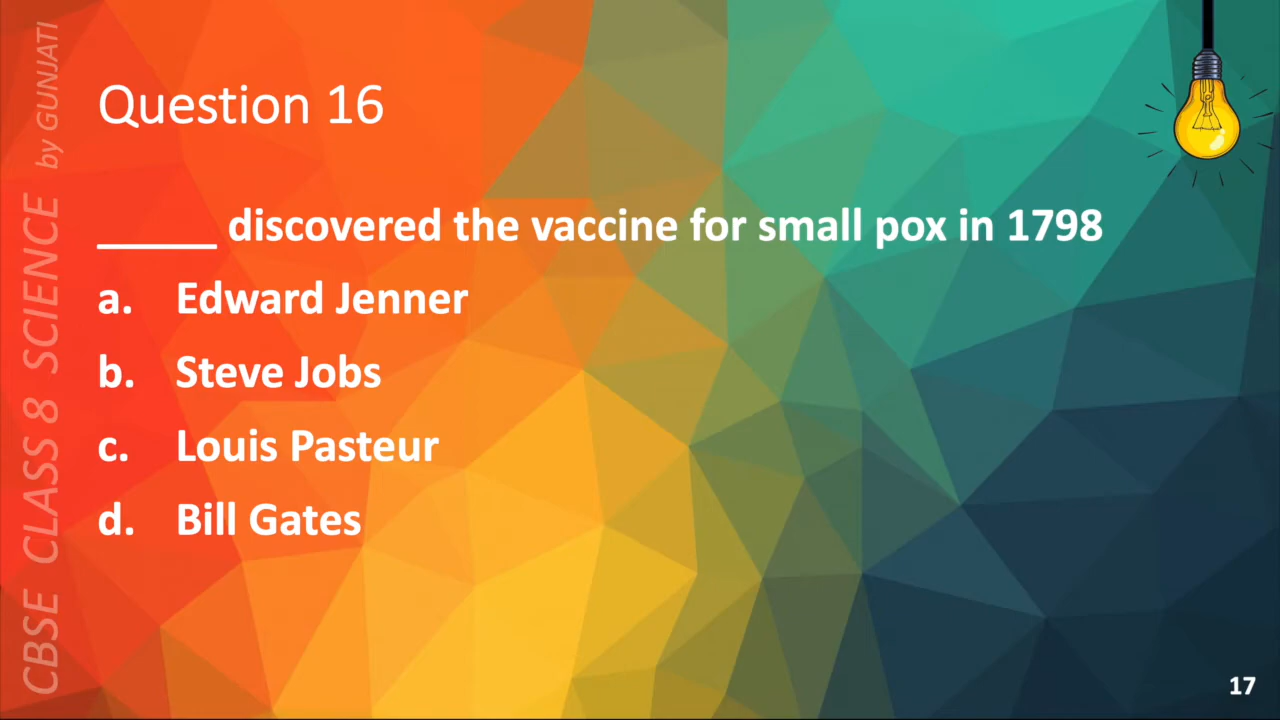 Question 16
_____ discovered the vaccine for small pox in 1798
a. Edward Jenner
b. Steve Jobs
c. Louis Pasteur
d. Bill Gates
CBSE CLASS 8 SCIENCE by GUNJATI
17